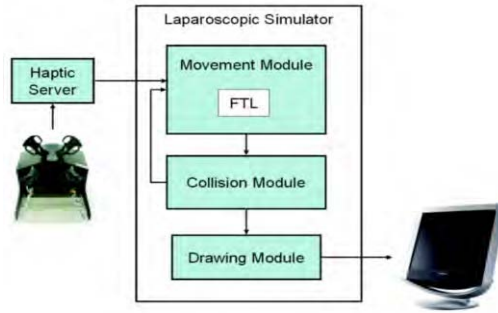 Laparoscopic Simulator
Haptic
Server
Movement Module
FTL
Collision Module
Drawing Module